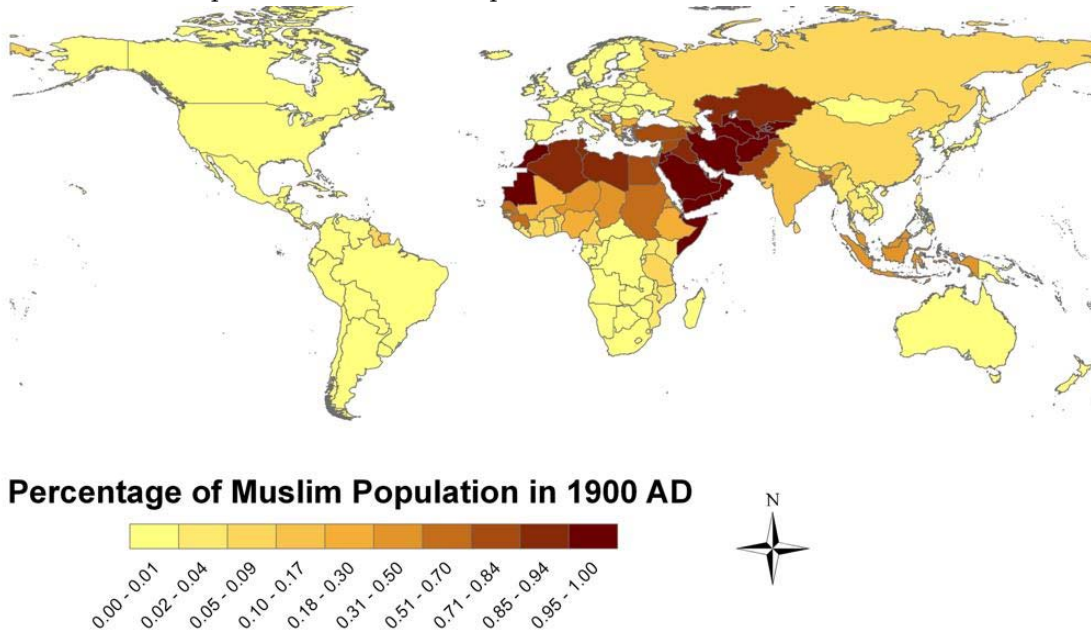 Percentage of Muslim Population in 1900 AD
N
0.00 - 0.01
0.02 - 0.04
0.05 - 0.09
0.10 - 0.17
0.18 - 0.30
0.31 - 0.50
0.51 - 0.70
0.71 - 0.84
0.85 - 0.94
0.95 - 1.00